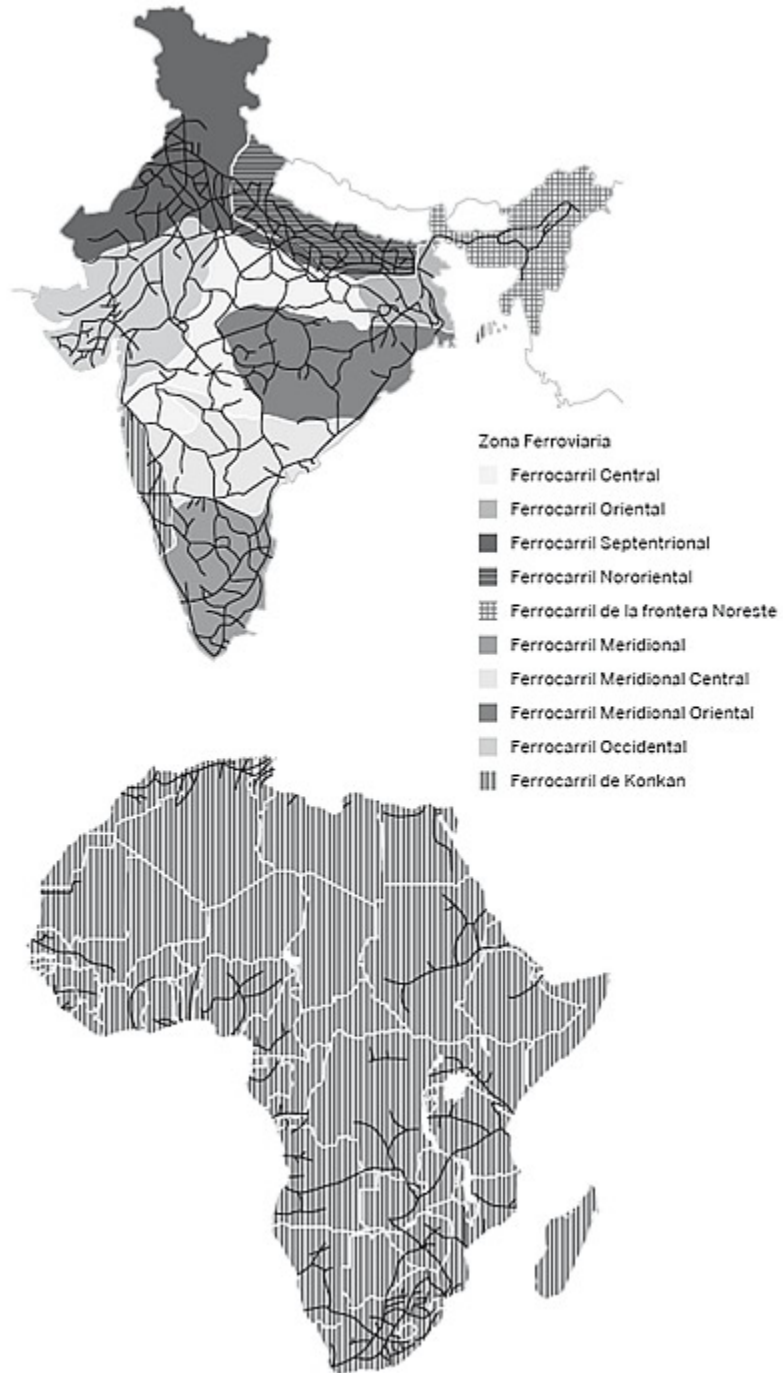 Zona Ferroviaria
Ferrocarril Central
Ferrocarril Oriental
Ferrocarril Septentrional
Ferrocarril Nororiental
Ferrocarril de la frontera Noreste
Ferrocarril Meridional
Ferrocarril Meridional Central
Ferrocarril Meridional Oriental
Ferrocarril Occidental
Ferrocarril de Konkan